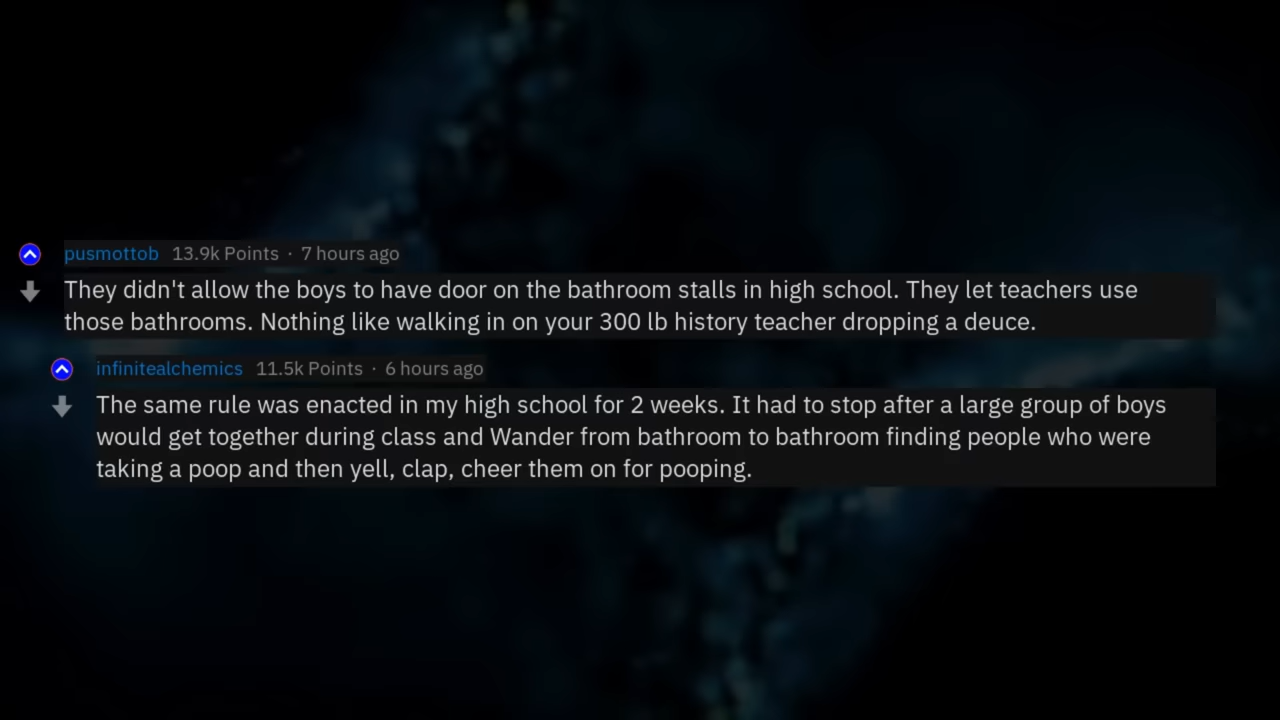 pusmottob 13.9k Points · 7 hours ago
They didn't allow the boys to have door on the bathroom stalls in high school. They let teachers use
those bathrooms. Nothing like walking in on your 300 lb history teacher dropping a deuce.
infinitealchemics 11.5k Points · 6 hours ago
The same rule was enacted in my high school for 2 weeks. It had to stop after a large group of boys
would get together during class and Wander from bathroom to bathroom finding people who were
taking a poop and then yell, clap, cheer them on for pooping.